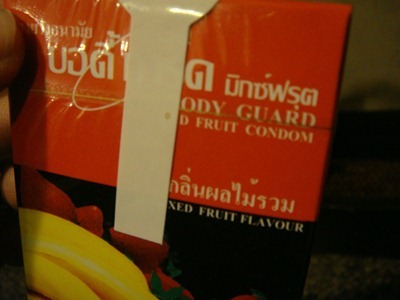 บอดี้ ด มิกซ์ฟรุต
ODY GUARD
D FRUIT CONDOM
กลิ่นผลไม้รวม
XED FRUIT FLAVOUR